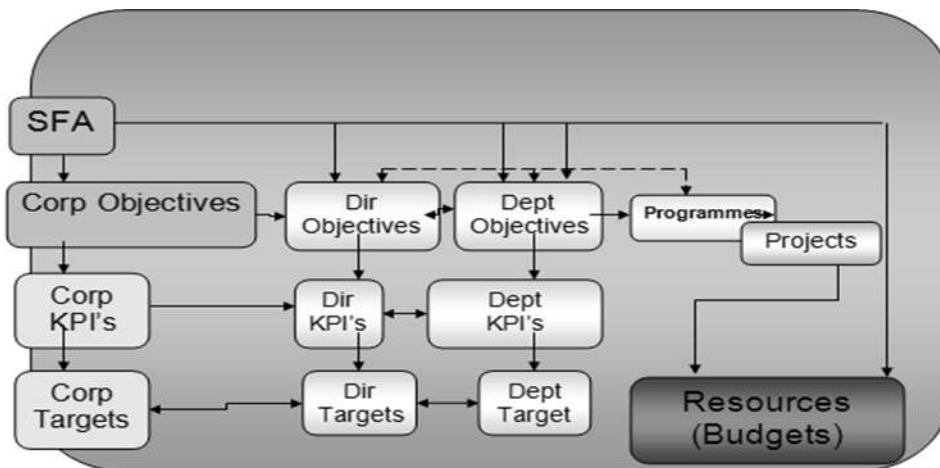 SFA
Corp Objectives
Dir
Objectives
Dept
Objectives
Programmes
Projects
Corp
KPI's
Dir
KPI's
Dept
KPI's
Corp
Targets
Dir
Targets
Dept
Target
Resources
(Budgets)